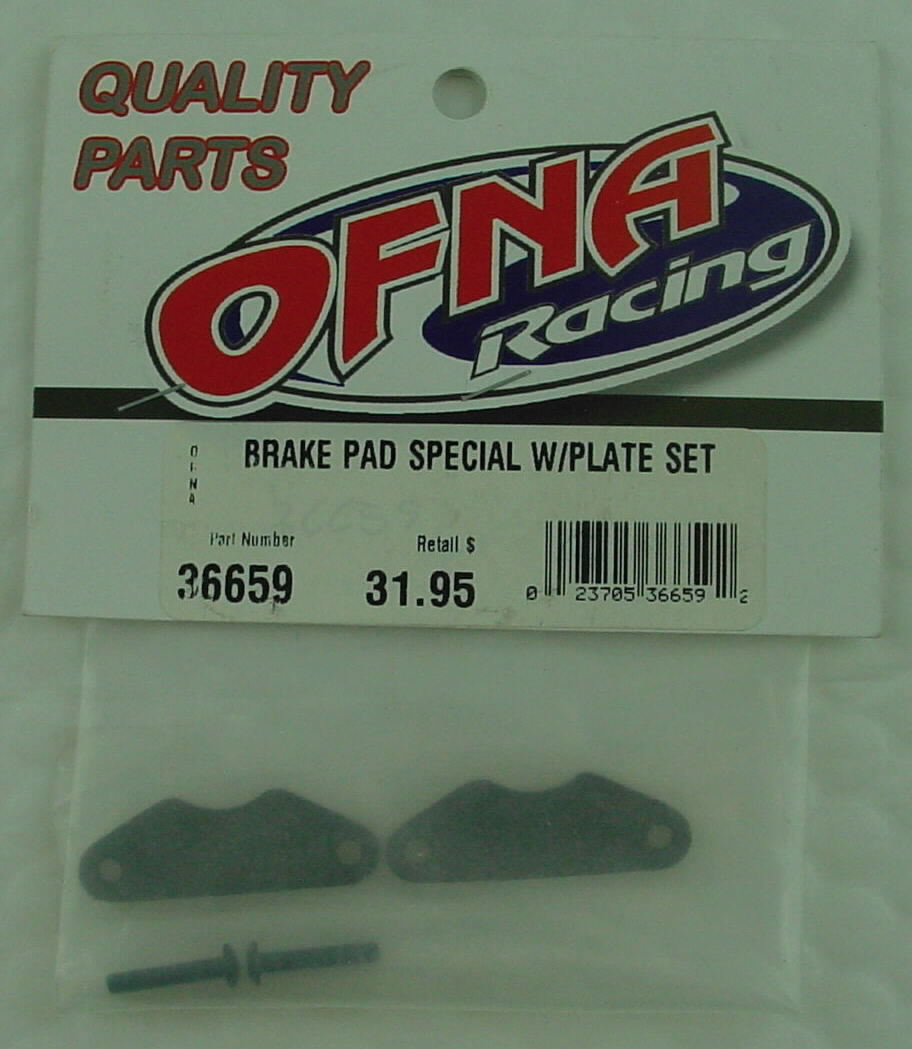 QUALITY
PARTS
OFNA
Racing
OFNA
BRAKE PAD SPECIAL W/PLATE SET
Part Number
Retail $
36659
31.95
0 23705 36659 2